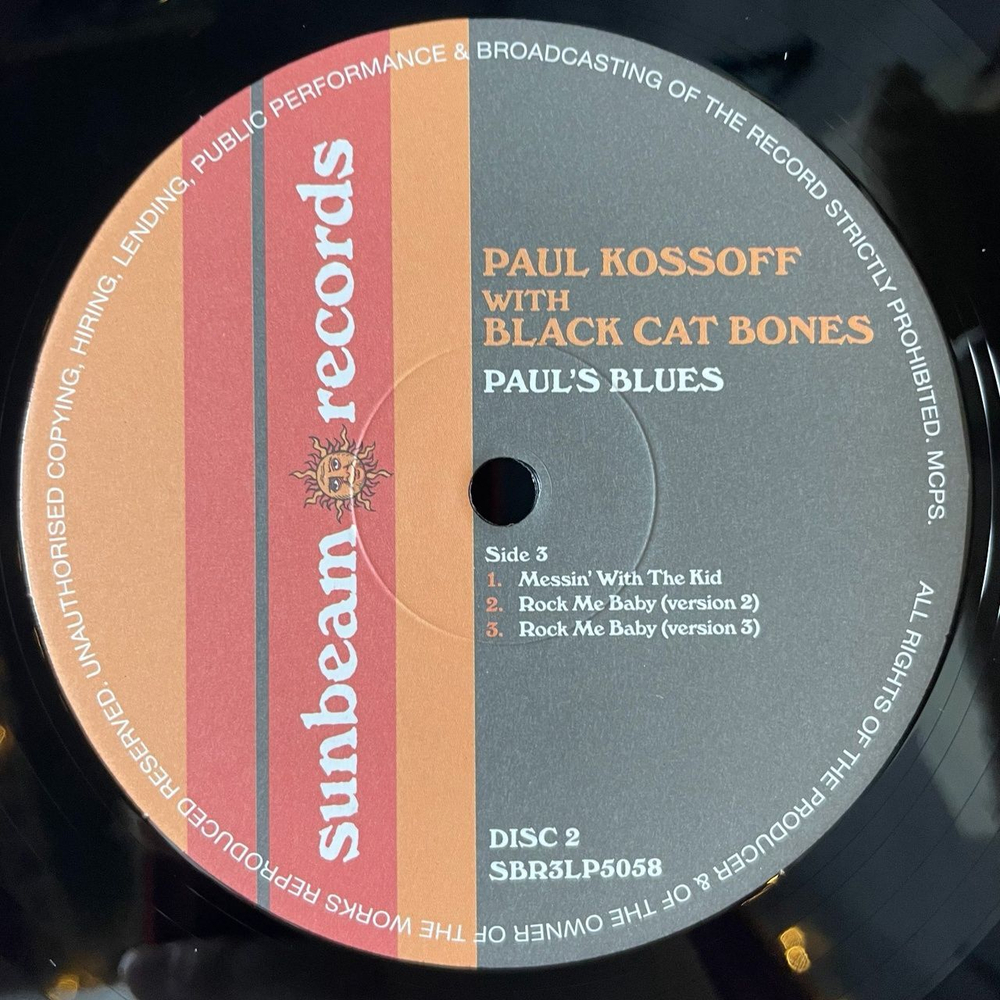 ALL RIGHTS OF THE PRODUCER & OF THE OWNER OF THE WORKS REPRODUCED RESERVED. UNAUTHORISED COPYING, HIRING, LENDING, PUBLIC PERFORMANCE & BROADCASTING OF THE RECORD STRICTLY PROHIBITED. MCPS.
sunbeam records
PAUL KOSSOFF
WITH
BLACK CAT BONES
PAUL'S BLUES
Side 3
1. Messin' With The Kid
2. Rock Me Baby (version 2)
3. Rock Me Baby (version 3)
DISC 2
SBR3LP5058